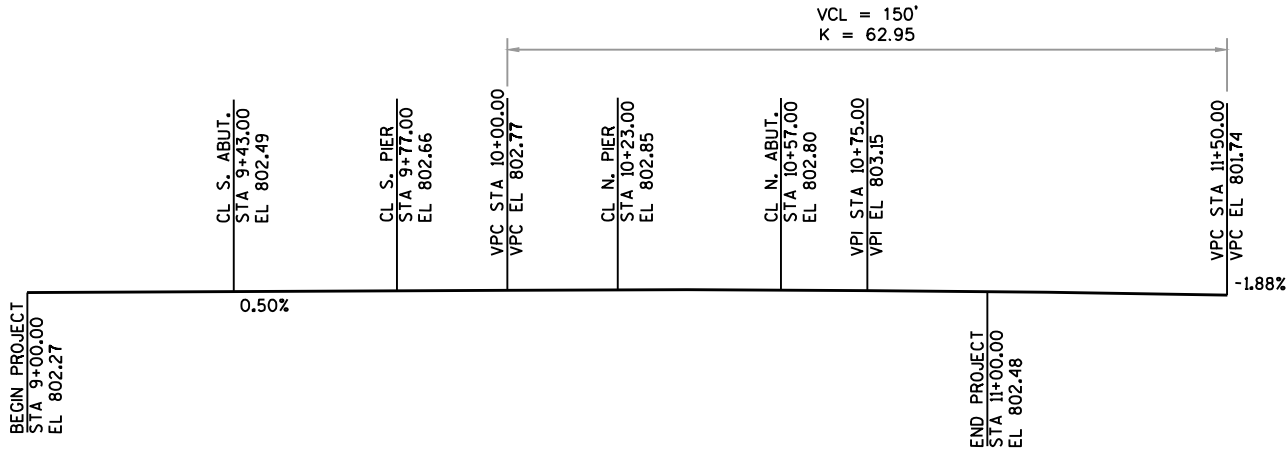 VCL = 150'
K = 62.95
BEGIN PROJECT
STA 9+00.00
EL 802.27
CL S. ABUT.
STA 9+43.00
EL 802.49
0.50%
CL S. PIER
STA 9+77.00
EL 802.66
VPC STA 10+00.00
VPC EL 802.77
CL N. PIER
STA 10+23.00
EL 802.85
CL N. ABUT.
STA 10+57.00
EL 802.80
VPI STA 10+75.00
VPI EL 803.15
END PROJECT
STA 11+00.00
EL 802.48
VPC STA 11+50.00
VPC EL 801.74
-1.88%